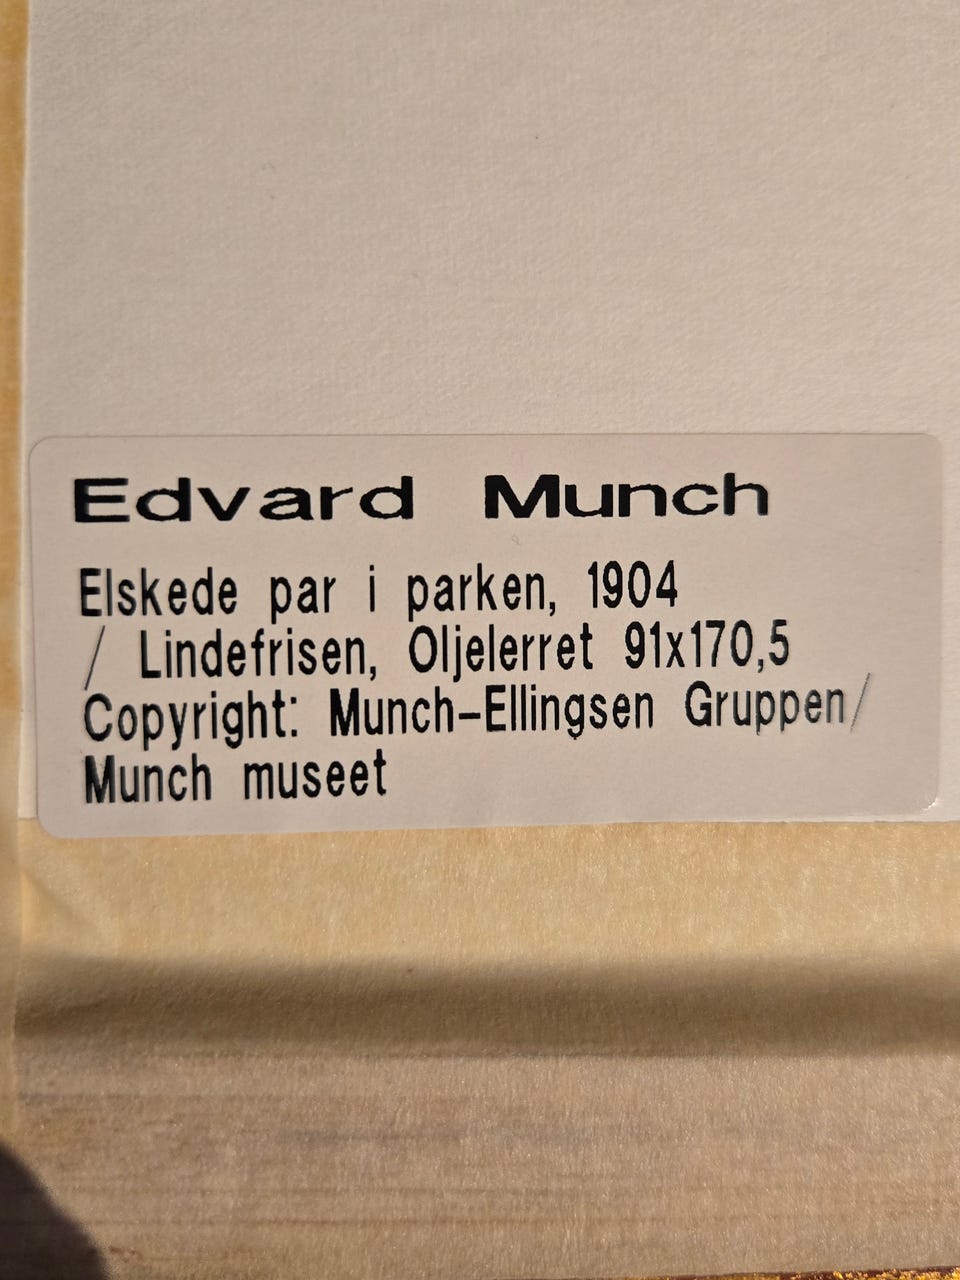 Edvard Munch
Elskede par i parken, 1904
/ Lindefrisen, Oljelerret 91x170,5
Copyright: Munch-Ellingsen Gruppen/
Munch museet